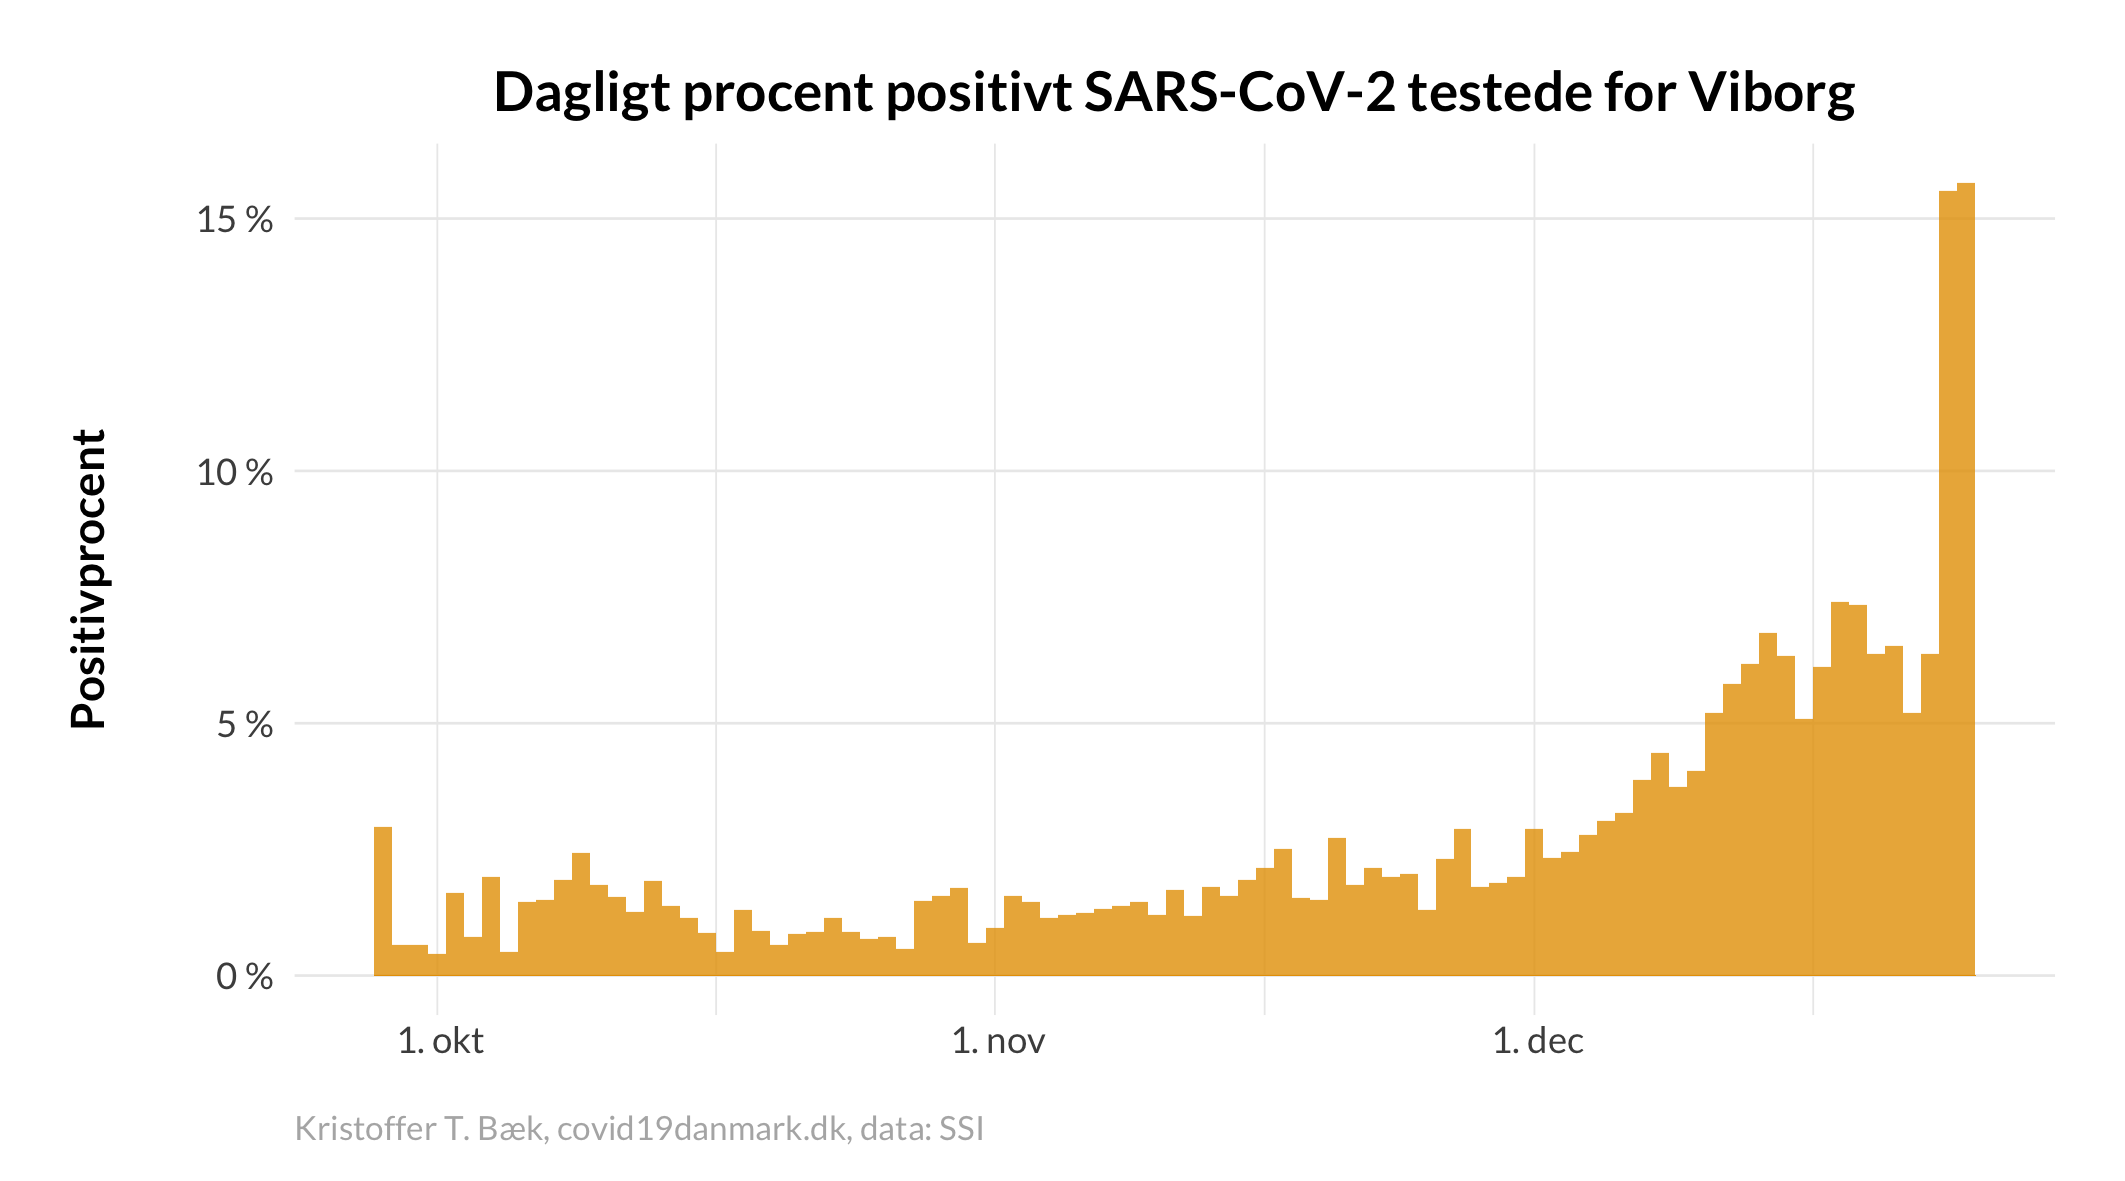 Dagligt procent positivt SARS-CoV-2 testede for Viborg
Positivprocent
15 %
10 %
5 %
0 %
1. okt
1. nov
1. dec
Kristoffer T. Bæk, covid19danmark.dk, data: SSI